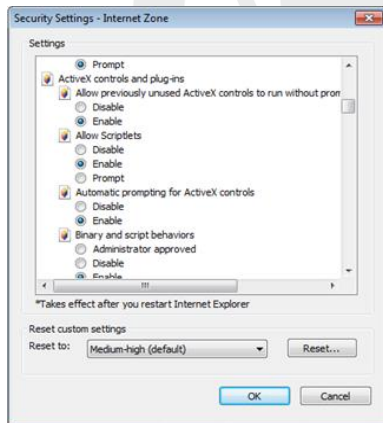 Security Settings - Internet Zone
Settings
Prompt
ActiveX controls and plug-ins
Allow previously unused ActiveX controls to run without prom
Disable
Enable
Allow Scriptlets
Disable
Enable
Prompt
Automatic prompting for ActiveX controls
Disable
Enable
Binary and script behaviors
Administrator approved
Disable
Enable
*Takes effect after you restart Internet Explorer
Reset custom settings
Reset to:
Medium-high (default)
Reset...
OK
Cancel